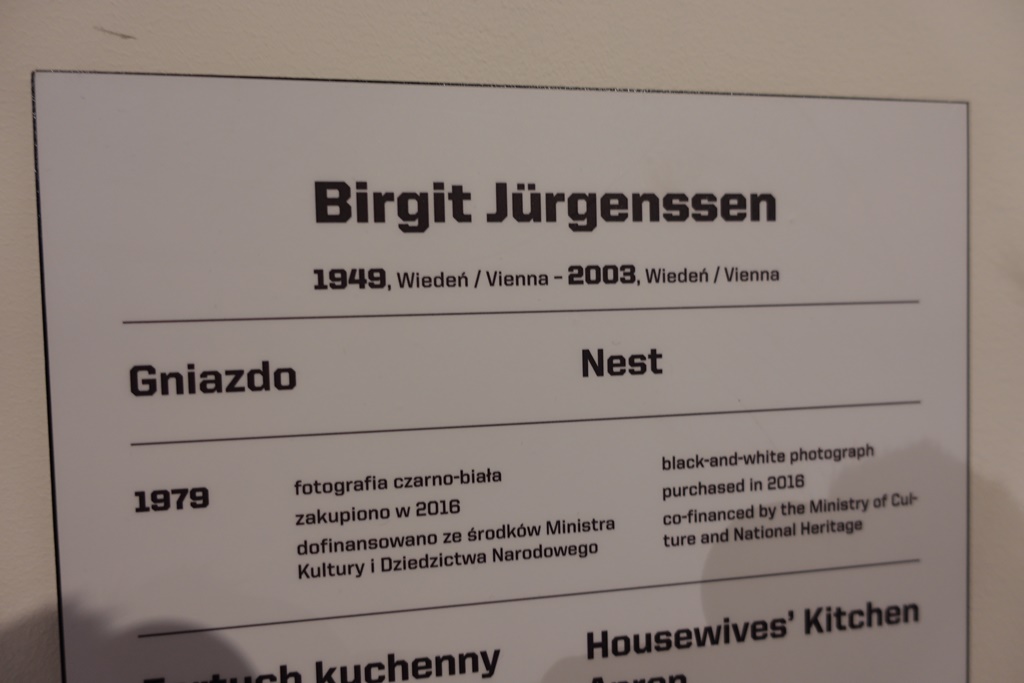 Birgit Jürgenssen
1949, Wiedeń / Vienna – 2003, Wiedeń / Vienna
Gniazdo
Nest
1979
fotografia czarno-biała
zakupiono w 2016
dofinansowano ze środków Ministra
Kultury i Dziedzictwa Narodowego
black-and-white photograph
purchased in 2016
co-financed by the Ministry of Cul-
ture and National Heritage
Fartuch kuchenny
Housewives' Kitchen
Apron